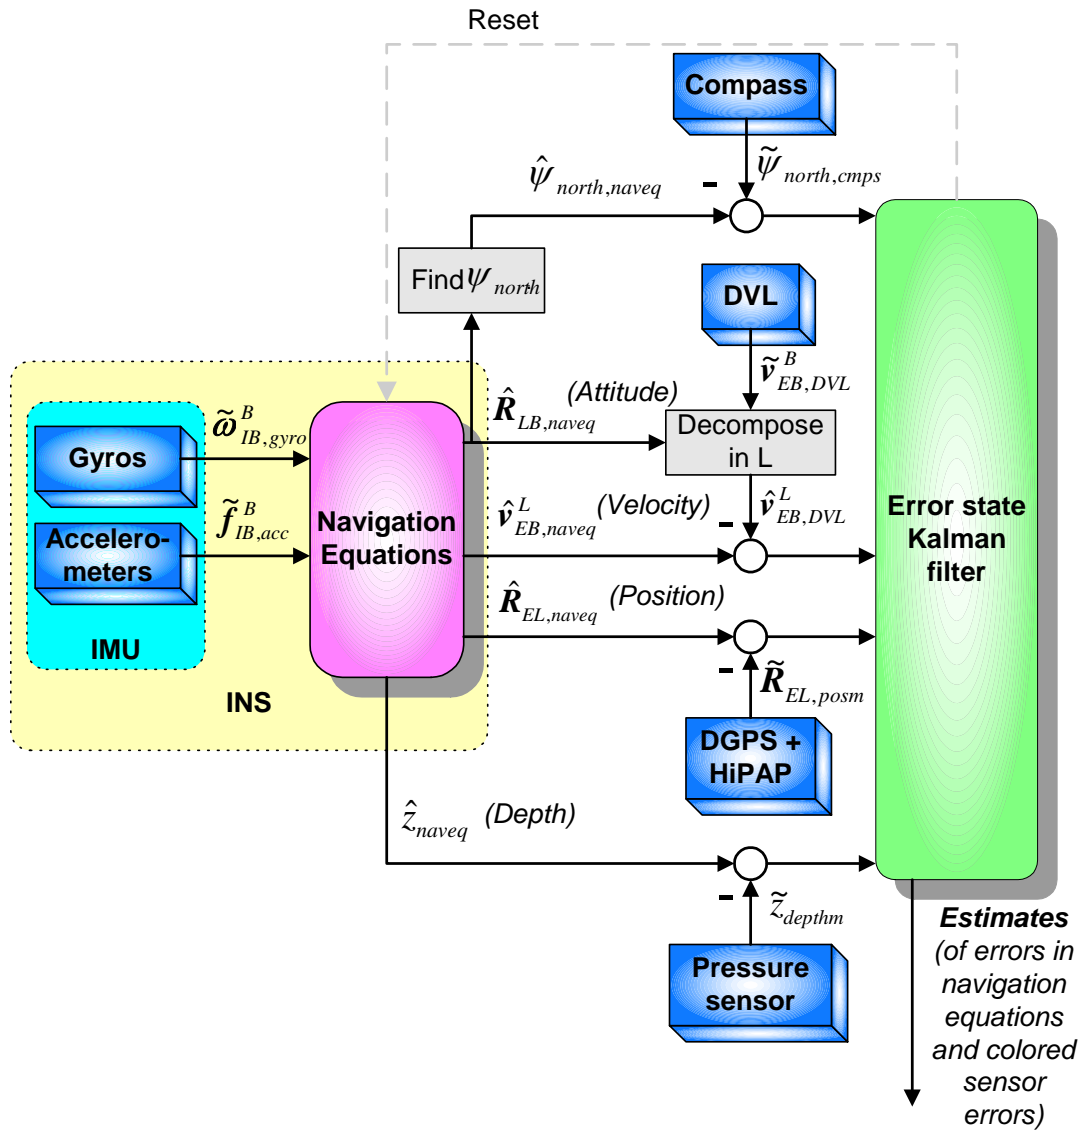 Reset
Compass
ψ̂ north,naveq
-
ψ̃ north,cmps
Find ψ north
DVL
ṽ B EB,DVL
R̂ LB,naveq (Attitude)
Decompose
in L
ω̃ B IB,gyro
Gyros
f̃ B IB,acc
Accelero-
meters
IMU
INS
Navigation
Equations
v̂ L EB,naveq (Velocity)
-
v̂ L EB,DVL
Error state
Kalman
filter
R̂ EL,naveq (Position)
-
R̃ EL,posm
DGPS +
HiPAP
ẑ naveq (Depth)
-
z̃ depthm
Pressure
sensor
Estimates
(of errors in
navigation
equations
and colored
sensor
errors)